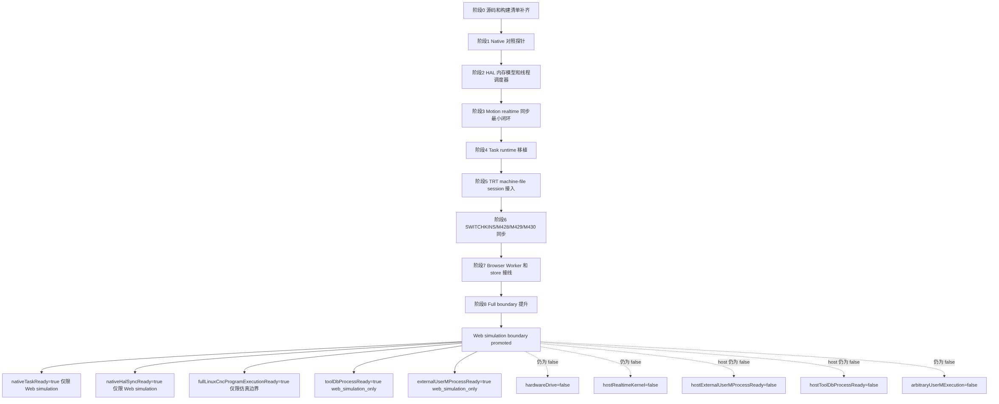 阶段0 源码和构建清单补齐
阶段1 Native 对照探针
阶段2 HAL 内存模型和线程
调度器
阶段3 Motion realtime 同步
最小闭环
阶段4 Task runtime 移植
阶段5 TRT machine-file
session 接入
阶段6
SWITCHKINS/M428/M429/M430
同步
阶段7 Browser Worker 和
store 接线
阶段8 Full boundary 提升
Web simulation boundary
promoted
仍为 false
仍为 false
host 仍为 false
host 仍为 false
仍为 false
nativeTaskReady=true 仅限
Web simulation
nativeHalSyncReady=true
仅限 Web simulation
fullLinuxCncProgramExecutionReady=true
仅限仿真边界
toolDbProcessReady=true
web_simulation_only
externalUserMProcessReady=true
web_simulation_only
hardwareDrive=false
hostRealtimeKernel=false
hostExternalUserMProcessReady=false
hostToolDbProcessReady=false
arbitraryUserMExecution=false